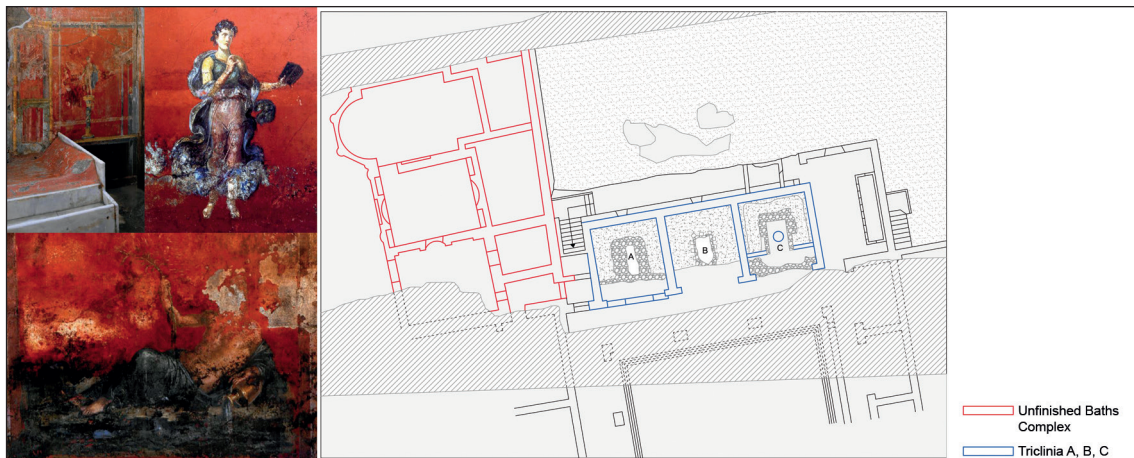 A
B
C
Unfinished Baths
Complex
Triclinia A, B, C